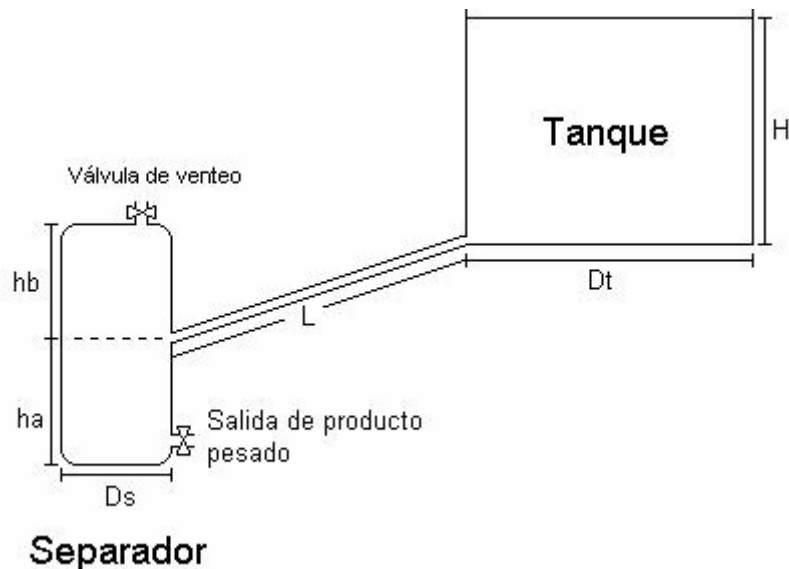 Tanque
H
Válvula de venteo
hb
Dt
L
ha
Salida de producto
pesado
Ds
Separador